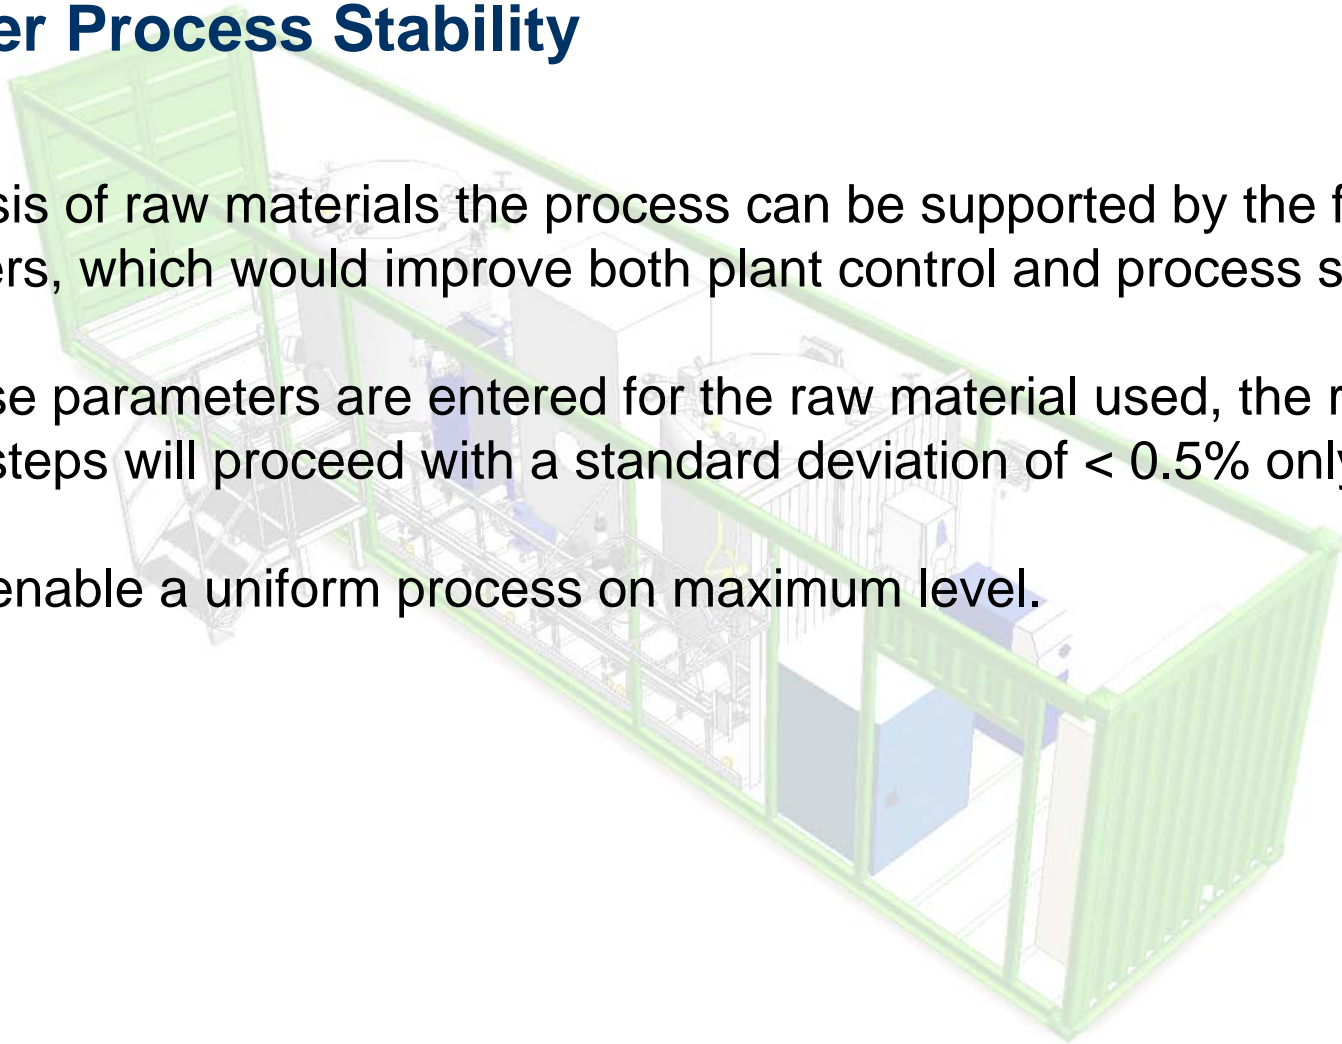 er Process Stability
sis of raw materials the process can be supported by the f
ers, which would improve both plant control and process s
se parameters are entered for the raw material used, the r
steps will proceed with a standard deviation of < 0.5% only
enable a uniform process on maximum level.